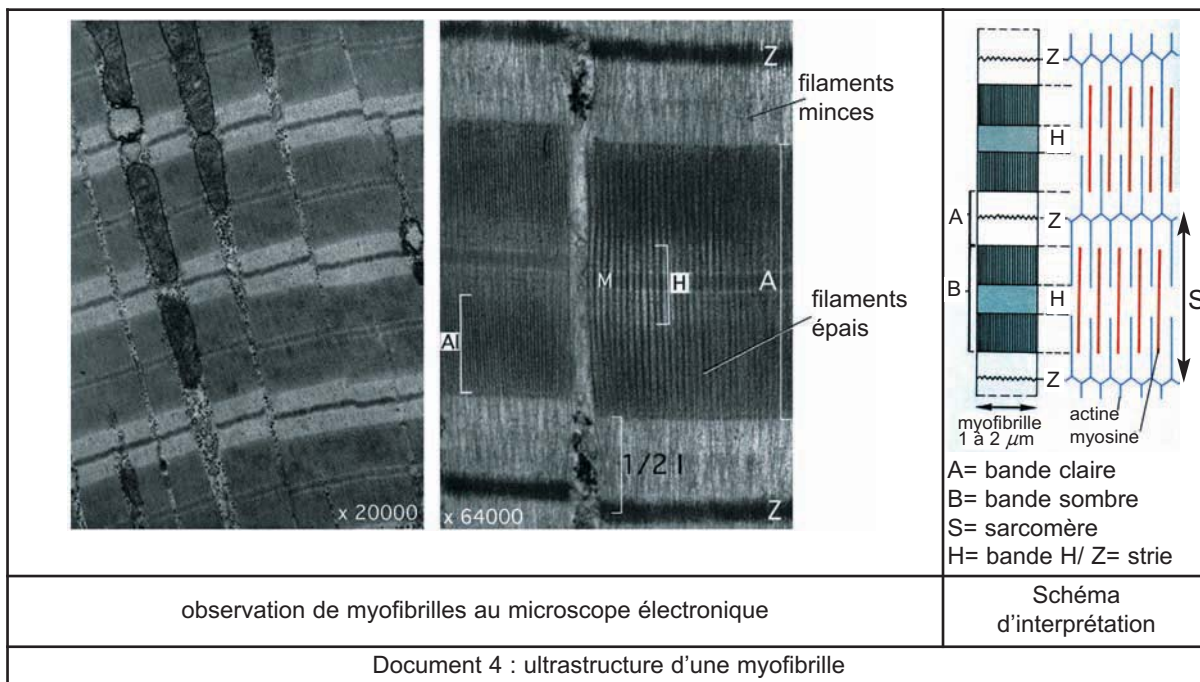 x 20000
Z
filaments
minces
M
H
A
AI
filaments
épais
1/2 I
Z
x 64000
Z
H
A
Z
B
H
S
Z
myofibrille
1 à 2 µm
actine
myosine
A= bande claire
B= bande sombre
S= sarcomère
H= bande H/ Z= strie
observation de myofibrilles au microscope électronique
Schéma
d'interprétation
Document 4 : ultrastructure d'une myofibrille